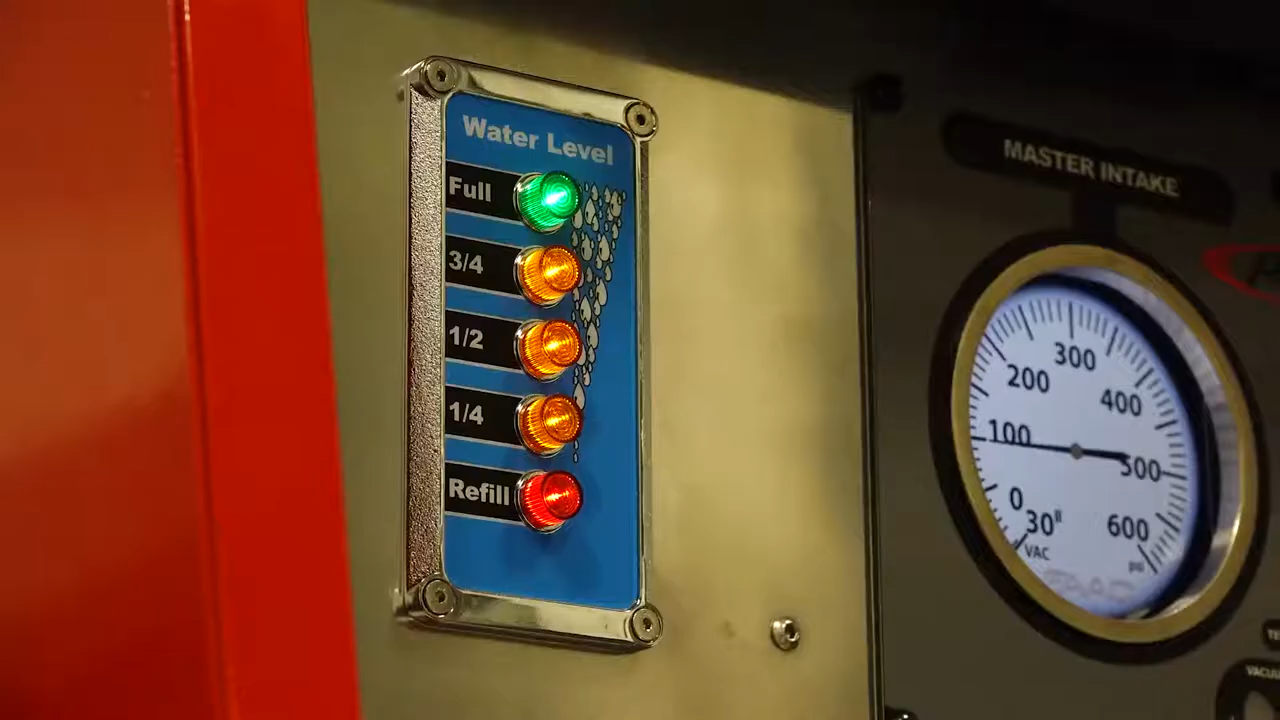 Water Level
Full
3/4
1/2
1/4
Refill
MASTER INTAKE
300
200
400
100
500
0
30"
600
VAC
psi